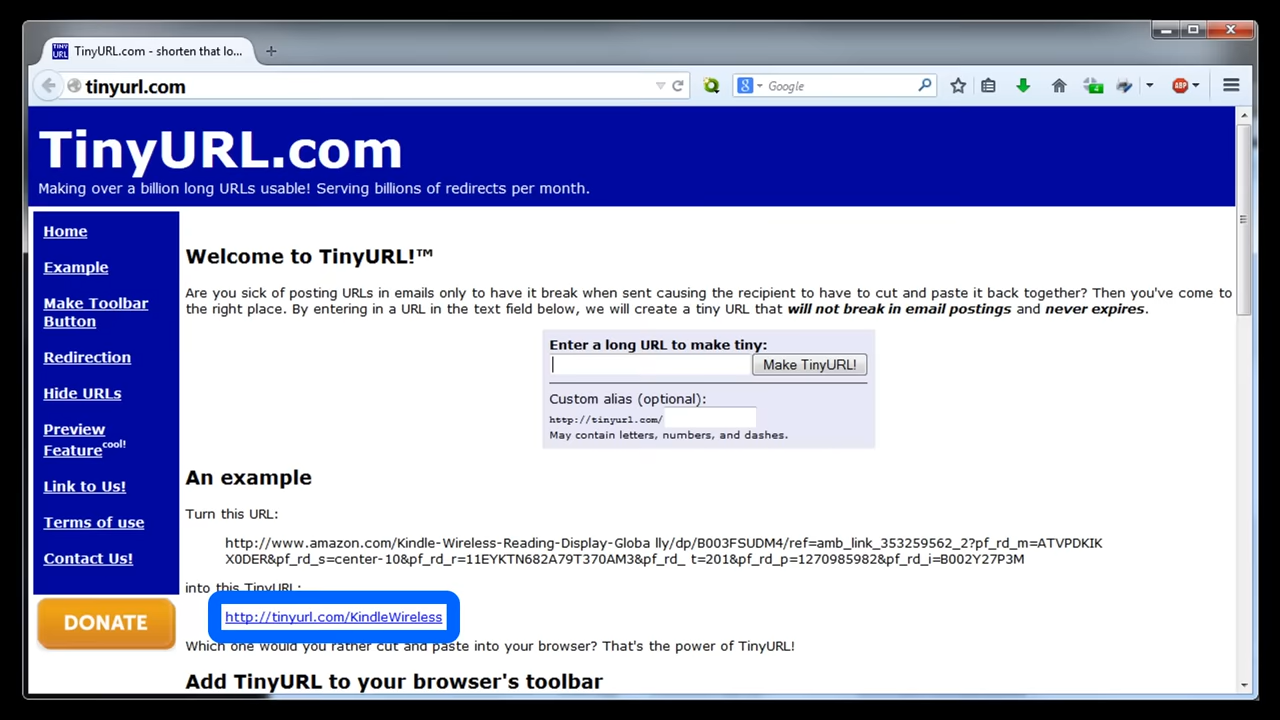 TINY URL TinyURL.com - shorten that lo...
tinyurl.com
Google
4
ABP
TinyURL.com
Making over a billion long URLs usable! Serving billions of redirects per month.
Home
Example
Make Toolbar
Button
Redirection
Hide URLs
Preview
Feature cool!
Link to Us!
Terms of use
Contact Us!
DONATE
Welcome to TinyURL!™
Are you sick of posting URLs in emails only to have it break when sent causing the recipient to have to cut and paste it back together? Then you've come to
the right place. By entering in a URL in the text field below, we will create a tiny URL that will not break in email postings and never expires.
Enter a long URL to make tiny:
Make TinyURL!
Custom alias (optional):
http://tinyurl.com/
May contain letters, numbers, and dashes.
An example
Turn this URL:
http://www.amazon.com/Kindle-Wireless-Reading-Display-Globa lly/dp/B003FSUDM4/ref=amb_link_353259562_2?pf_rd_m=ATVPDKIK
X0DER&pf_rd_s=center-10&pf_rd_r=11EYKTN682A79T370AM3&pf_rd_ t=201&pf_rd_p=1270985982&pf_rd_i=B002Y27P3M
into this TinyURL:
http://tinyurl.com/KindleWireless
Which one would you rather cut and paste into your browser? That's the power of TinyURL!
Add TinyURL to your browser's toolbar